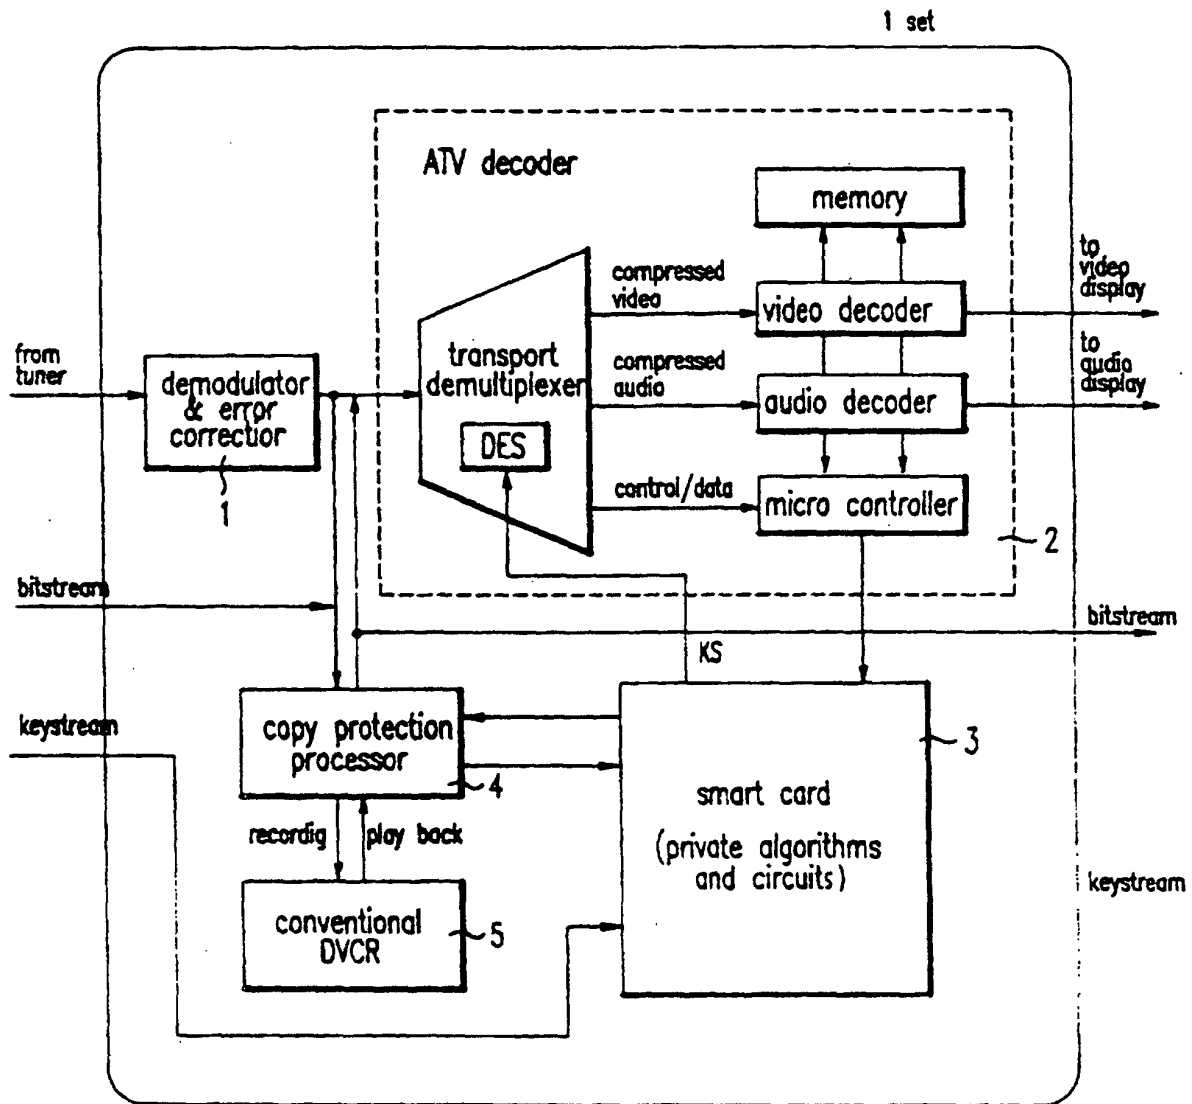 1 set
ATV decoder
memory
compressed
video
video decoder
to
video
display
from
tuner
demodulator
& error
correctior
1
transport
demultiplexer
DES
compressed
audio
audio decoder
to
audio
display
control/data
micro controller
2
bitstream
bitstream
KS
keystream
copy protection
processor
4
3
smart card
(private algorithms
and circuits)
recordig
play back
keystream
conventional
DVCR
5